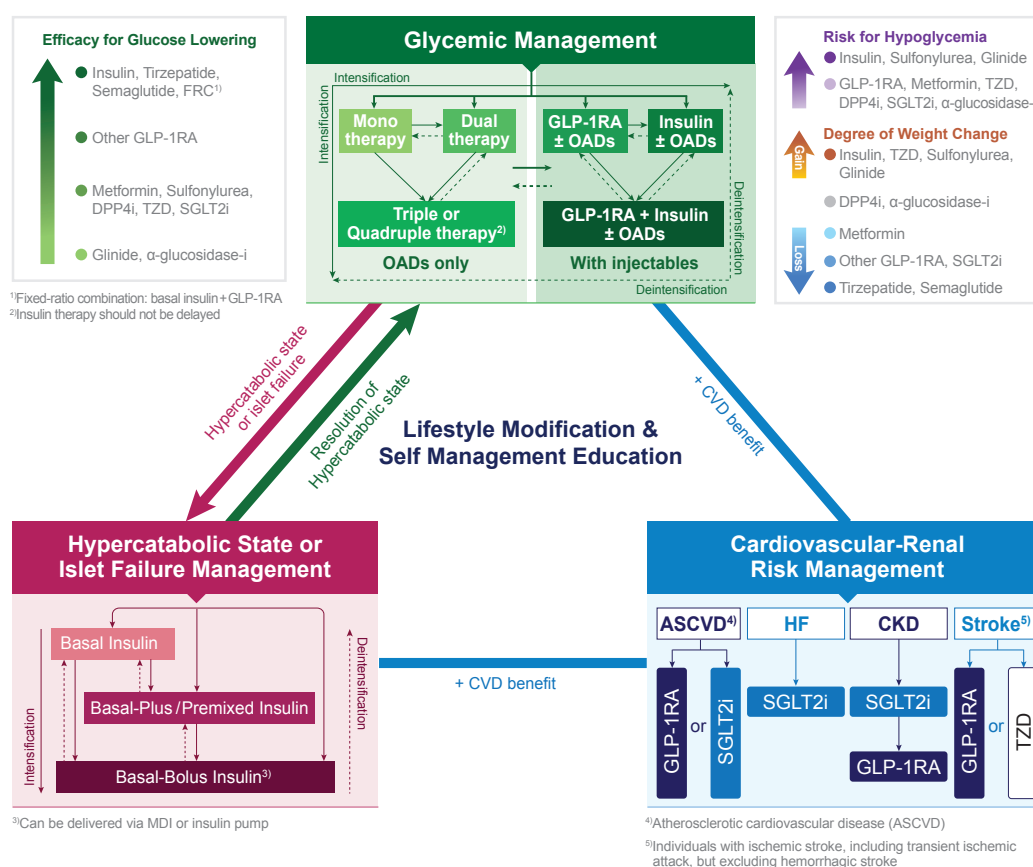 Efficacy for Glucose Lowering
Insulin, Tirzepatide,
Semaglutide, FRC1)
Other GLP-1RA
Metformin, Sulfonylurea,
DPP4i, TZD, SGLT2i
Glinide, α-glucosidase-i
1)Fixed-ratio combination: basal insulin+GLP-1RA
2)Insulin therapy should not be delayed
Glycemic Management
Intensification
Intensification
Mono
therapy
Dual
therapy
GLP-1RA
± OADs
Insulin
± OADs
Triple or
Quadruple therapy2)
GLP-1RA + Insulin
± OADs
OADs only
With injectables
Deintensification
Deintensification
Risk for Hypoglycemia
Insulin, Sulfonylurea, Glinide
GLP-1RA, Metformin, TZD,
DPP4i, SGLT2i, α-glucosidase-
Degree of Weight Change
Gain
Insulin, TZD, Sulfonylurea,
Glinide
DPP4i, α-glucosidase-i
Loss
Metformin
Other GLP-1RA, SGLT2i
Tirzepatide, Semaglutide
Hypercatabolic state
or islet failure
Resolution of
Hypercatabolic state
Lifestyle Modification &
Self Management Education
+ CVD benefit
Hypercatabolic State or
Islet Failure Management
Intensification
Basal Insulin
Basal-Plus/Premixed Insulin
Basal-Bolus Insulin3)
Deintensification
3)Can be delivered via MDI or insulin pump
+ CVD benefit
Cardiovascular-Renal
Risk Management
ASCVD4)
HF
CKD
Stroke5)
GLP-1RA
or
SGLT2i
SGLT2i
SGLT2i
GLP-1RA
GLP-1RA
or
TZD
4)Atherosclerotic cardiovascular disease (ASCVD)
5)Individuals with ischemic stroke, including transient ischemic
attack, but excluding hemorrhagic stroke